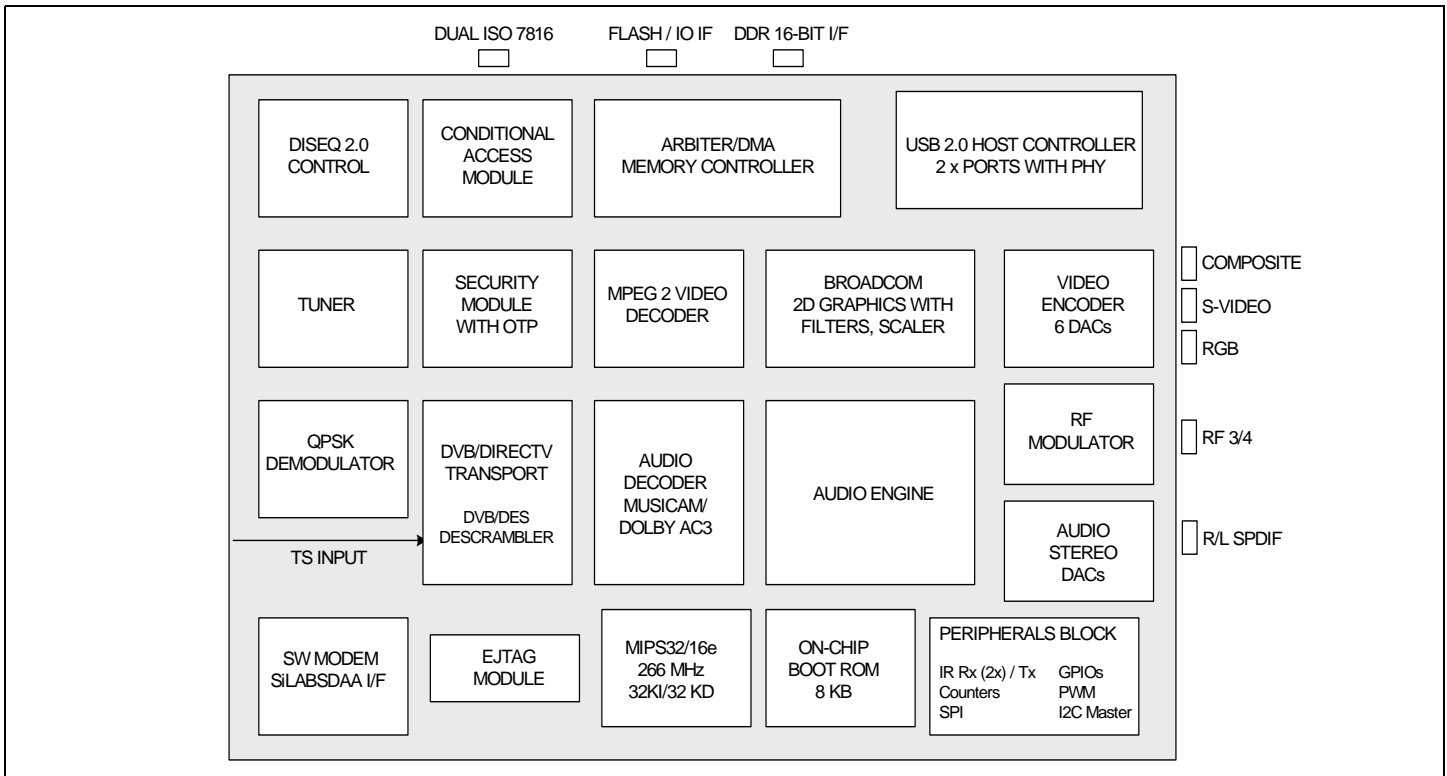 DUAL ISO 7816
FLASH / IO IF
DDR 16-BIT I/F
DISEQ 2.0
CONTROL
CONDITIONAL
ACCESS
MODULE
ARBITER/DMA
MEMORY CONTROLLER
USB 2.0 HOST CONTROLLER
2 x PORTS WITH PHY
TUNER
SECURITY
MODULE
WITH OTP
MPEG 2 VIDEO
DECODER
BROADCOM
2D GRAPHICS WITH
FILTERS, SCALER
VIDEO
ENCODER
6 DACs
COMPOSITE
S-VIDEO
RGB
QPSK
DEMODULATOR
DVB/DIRECTV
TRANSPORT
DVB/DES
DESCRAMBLER
AUDIO
DECODER
MUSICAM/
DOLBY AC3
AUDIO ENGINE
RF
MODULATOR
RF 3/4
TS INPUT
AUDIO
STEREO
DACs
R/L SPDIF
SW MODEM
SiLABSDAA I/F
EJTAG
MODULE
MIPS32/16e
266 MHz
32KI/32 KD
ON-CHIP
BOOT ROM
8 KB
PERIPHERALS BLOCK
IR Rx (2x) / Tx GPIOs
Counters PWM
SPI I2C Master